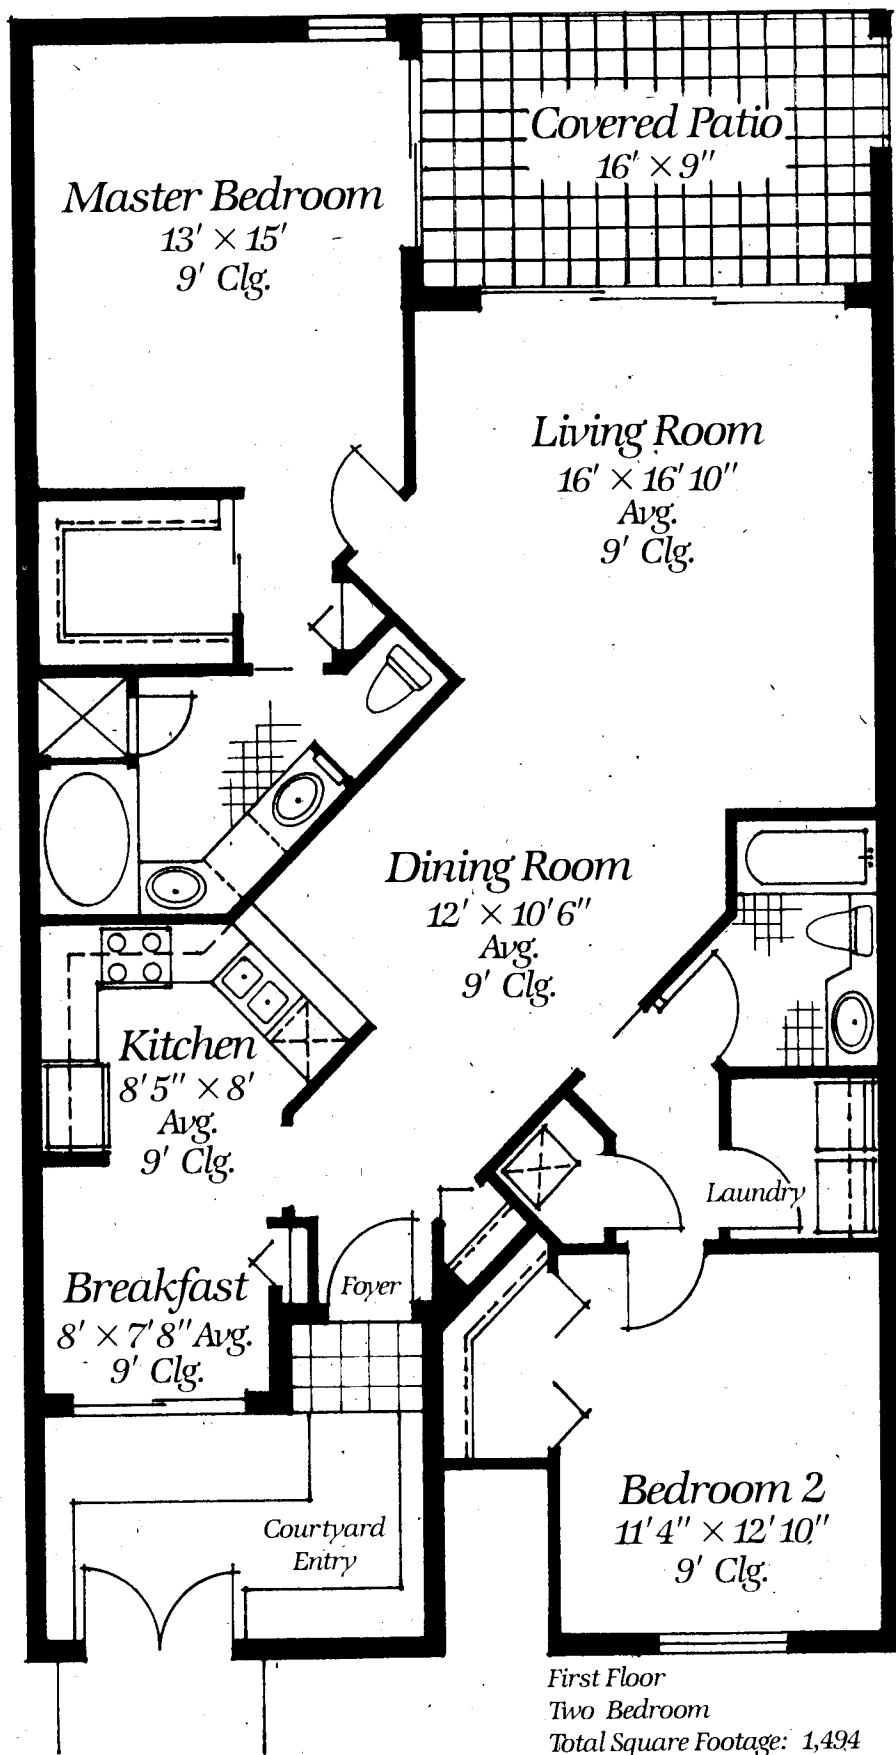 Covered Patio
16' × 9"
Master Bedroom
13' × 15'
9' Clg.
Living Room
16' × 16'10"
Avg.
9' Clg.
Dining Room
12' × 10'6"
Avg.
9' Clg.
Kitchen
8'5" × 8'
Avg.
9' Clg.
Laundry
Breakfast
8' × 7'8" Avg.
9' Clg.
Foyer
Bedroom 2
11'4" × 12'10"
9' Clg.
Courtyard
Entry
First Floor
Two Bedroom
Total Square Footage: 1,494